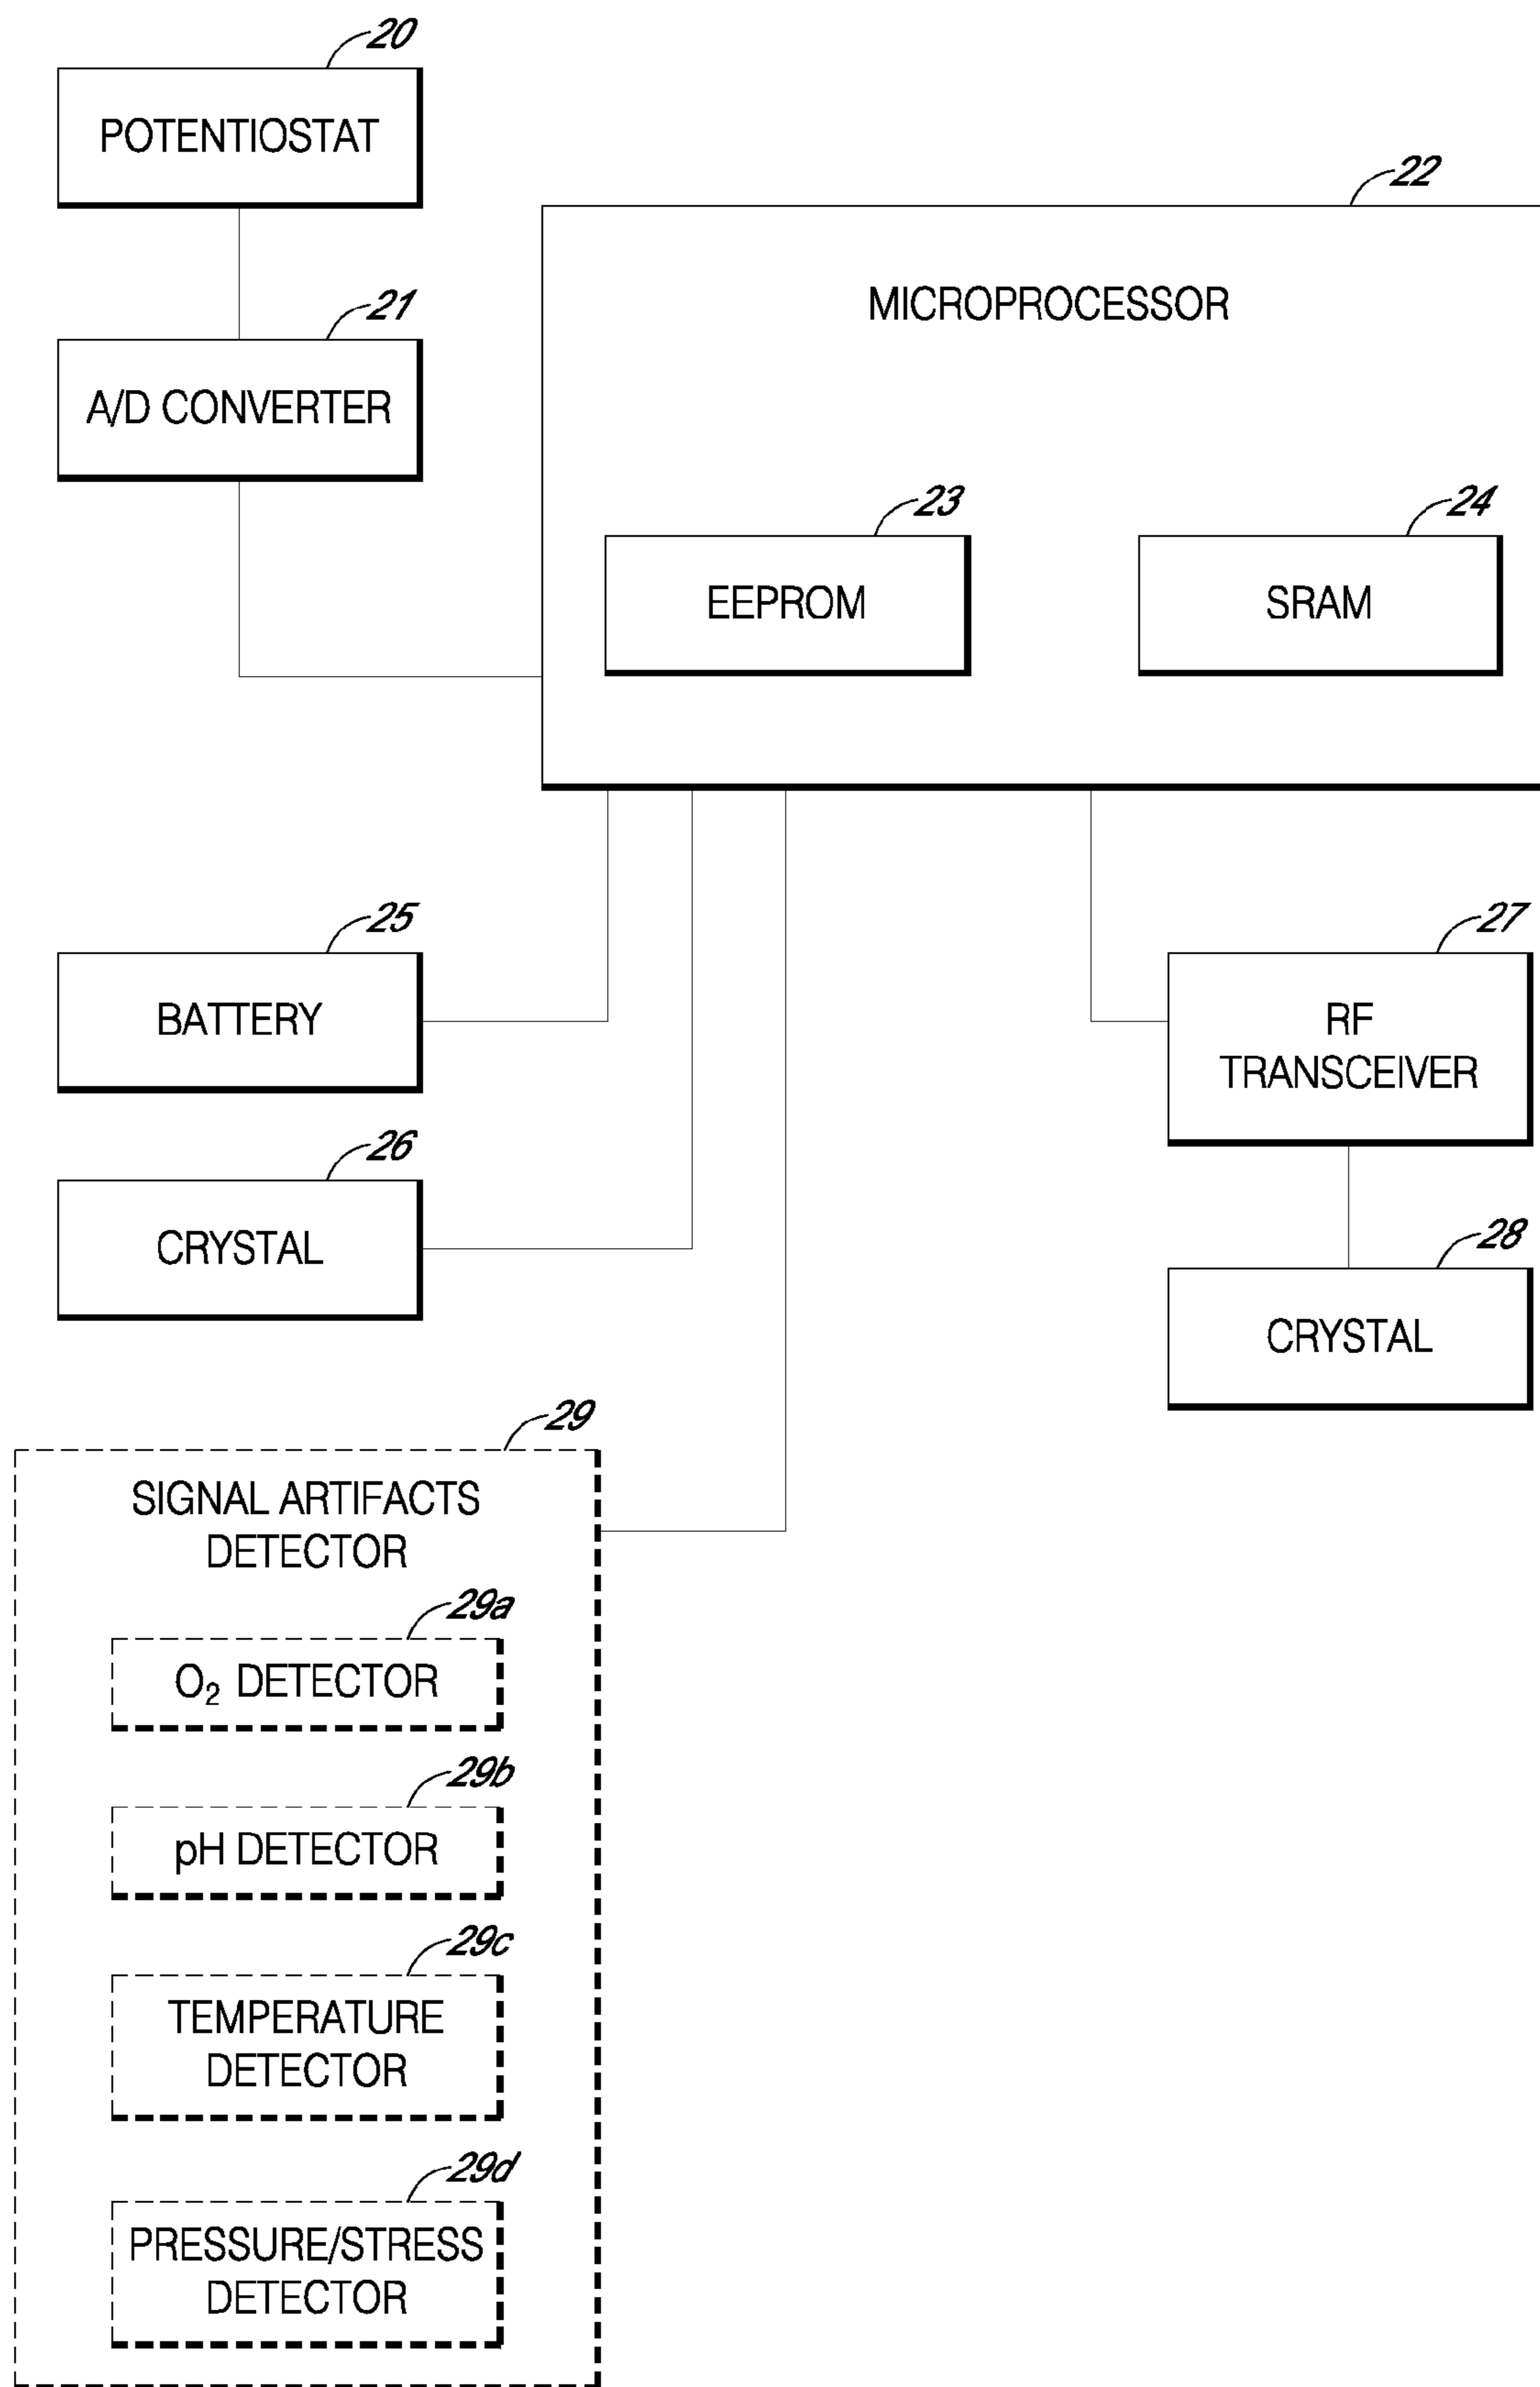 20
POTENTIOSTAT
22
MICROPROCESSOR
21
A/D CONVERTER
23
EEPROM
24
SRAM
25
BATTERY
27
RF
TRANSCEIVER
26
CRYSTAL
28
CRYSTAL
29
SIGNAL ARTIFACTS
DETECTOR
29a
O₂ DETECTOR
29b
pH DETECTOR
29c
TEMPERATURE
DETECTOR
29d
PRESSURE/STRESS
DETECTOR